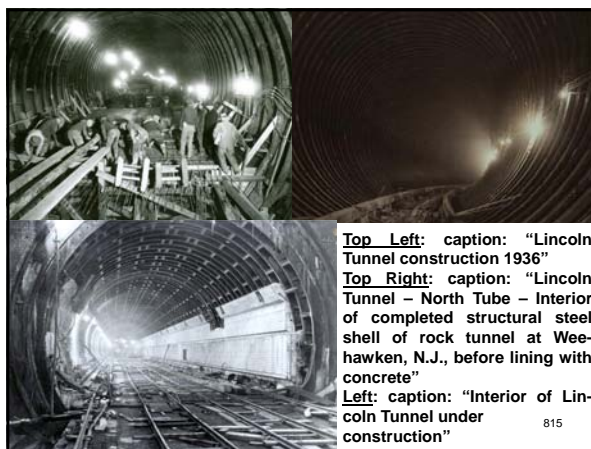 Top Left: caption: “Lincoln
Tunnel construction 1936”
Top Right: caption: “Lincoln
Tunnel – North Tube – Interior
of completed structural steel
shell of rock tunnel at Wee-
hawken, N.J., before lining with
concrete”
Left: caption: “Interior of Lin-
coln Tunnel under
construction”
815